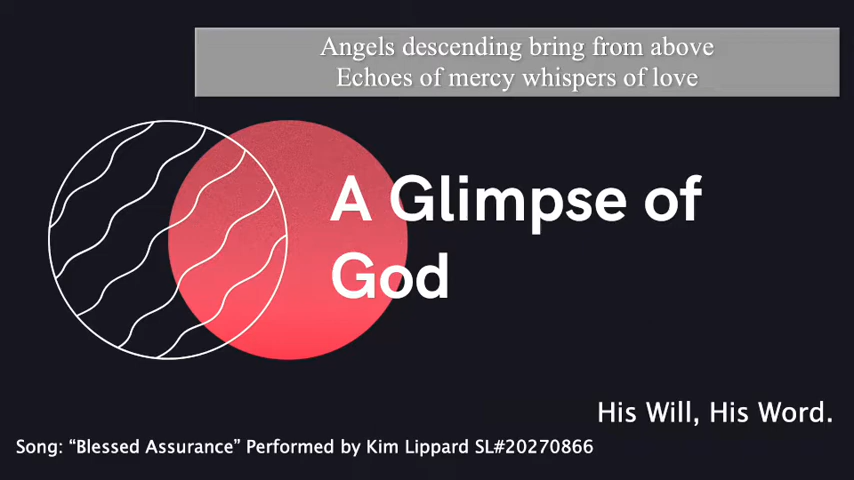 Angels descending bring from above
Echoes of mercy whispers of love
A Glimpse of
God
His Will, His Word.
Song: “Blessed Assurance” Performed by Kim Lippard SL#20270866